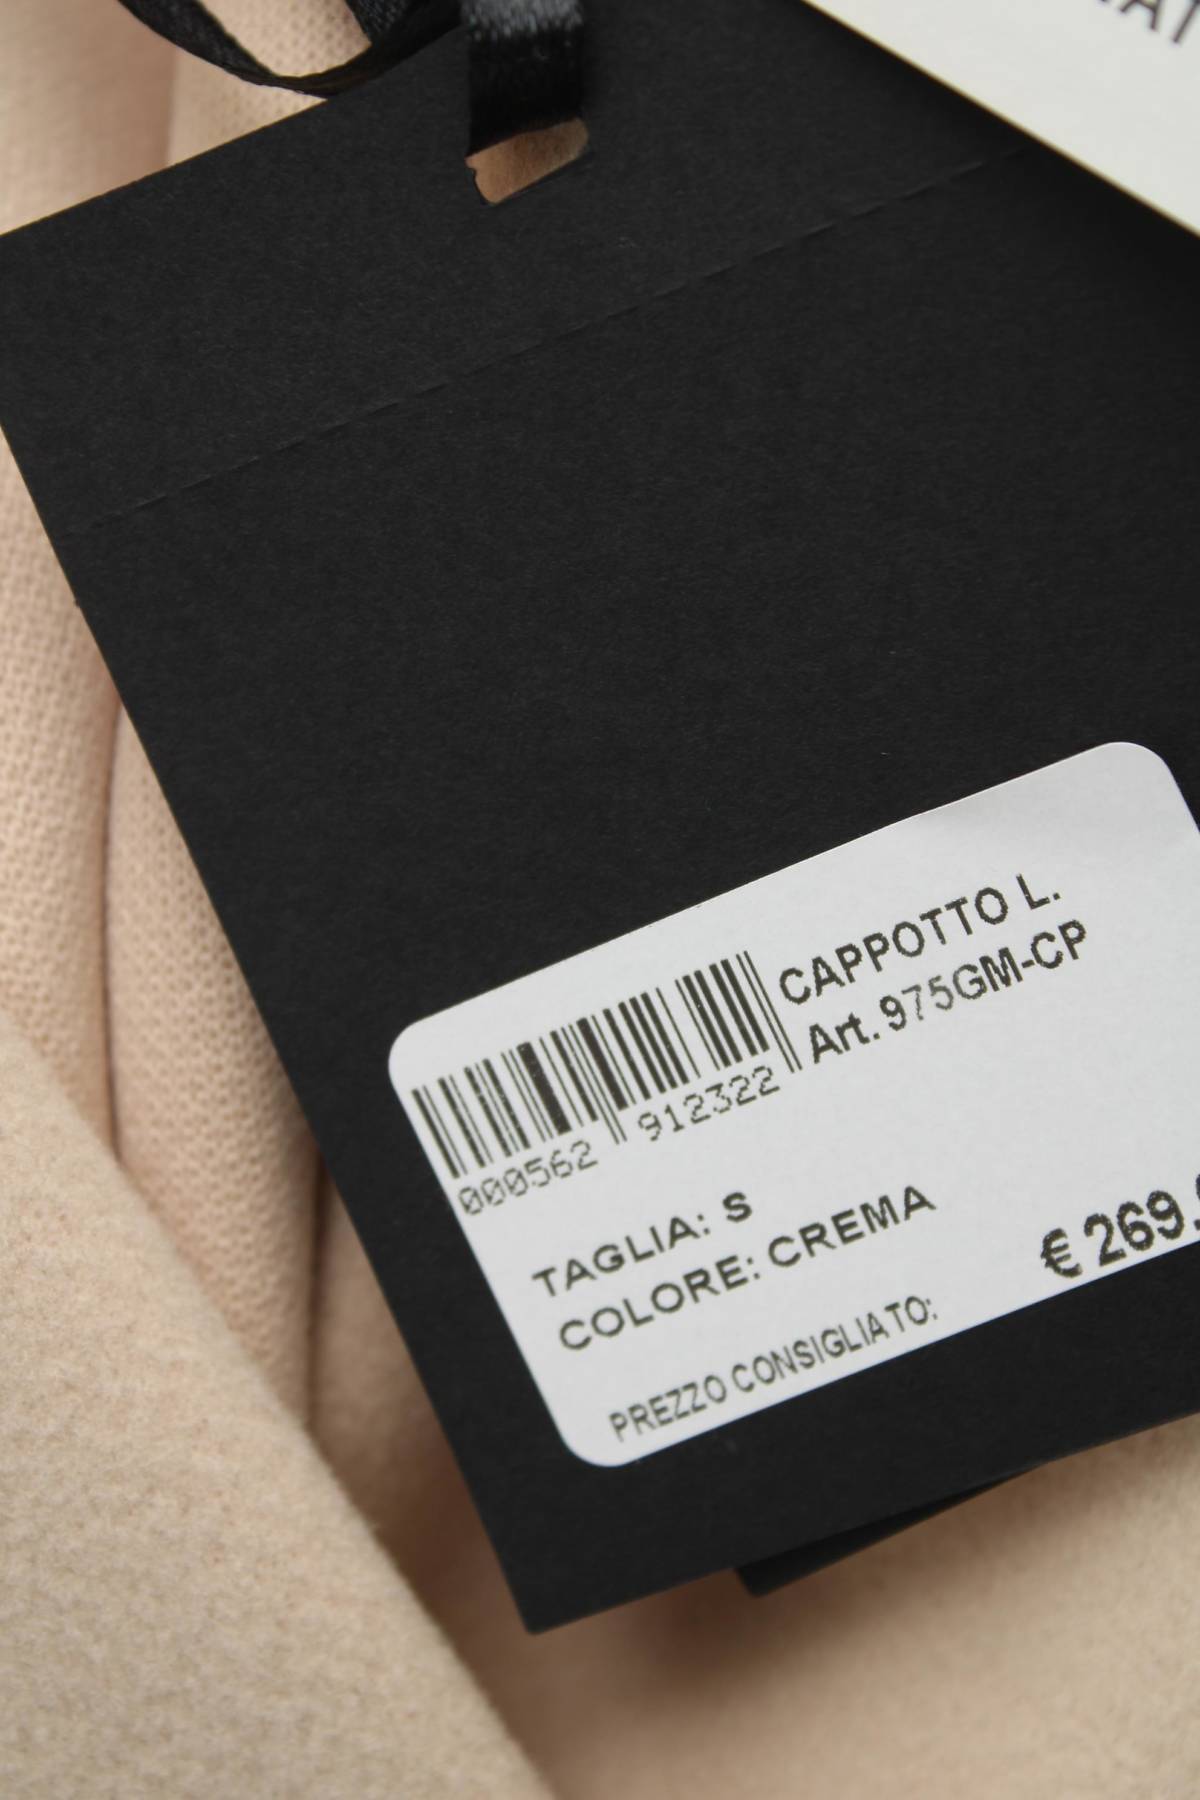 CAPPOTTO L.
Art. 975GM-CP
000562 912322
TAGLIA: S
COLORE: CREMA
€ 269.
PREZZO CONSIGLIATO: